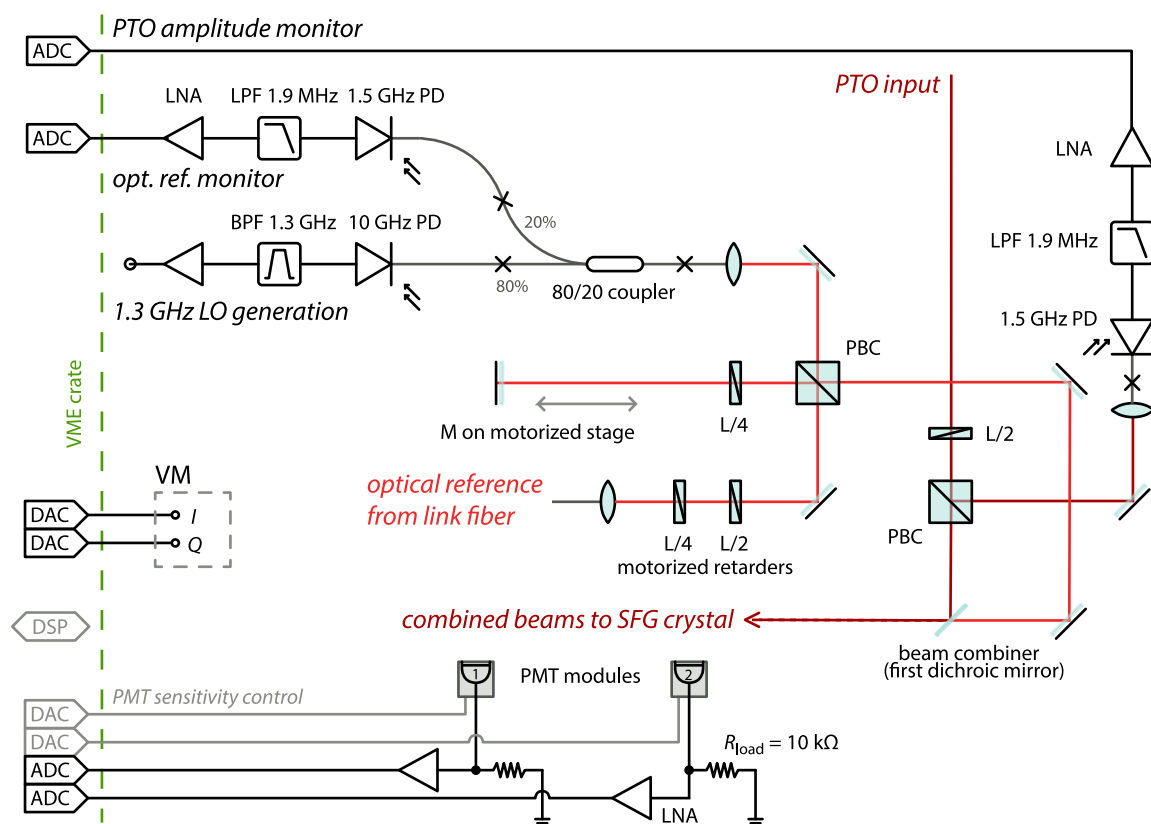 PTO amplitude monitor
ADC
PTO input
LNA
LPF 1.9 MHz
1.5 GHz PD
ADC
opt. ref. monitor
LNA
20%
BPF 1.3 GHz
10 GHz PD
LPF 1.9 MHz
80%
80/20 coupler
1.3 GHz LO generation
1.5 GHz PD
PBC
VME crate
M on motorized stage
L/4
L/2
VM
optical reference
from link fiber
DAC
I
DAC
Q
PBC
L/4
L/2
motorized retarders
DSP
combined beams to SFG crystal
beam combiner
(first dichroic mirror)
1
PMT modules
2
PMT sensitivity control
DAC
DAC
Rload = 10 kΩ
ADC
ADC
LNA